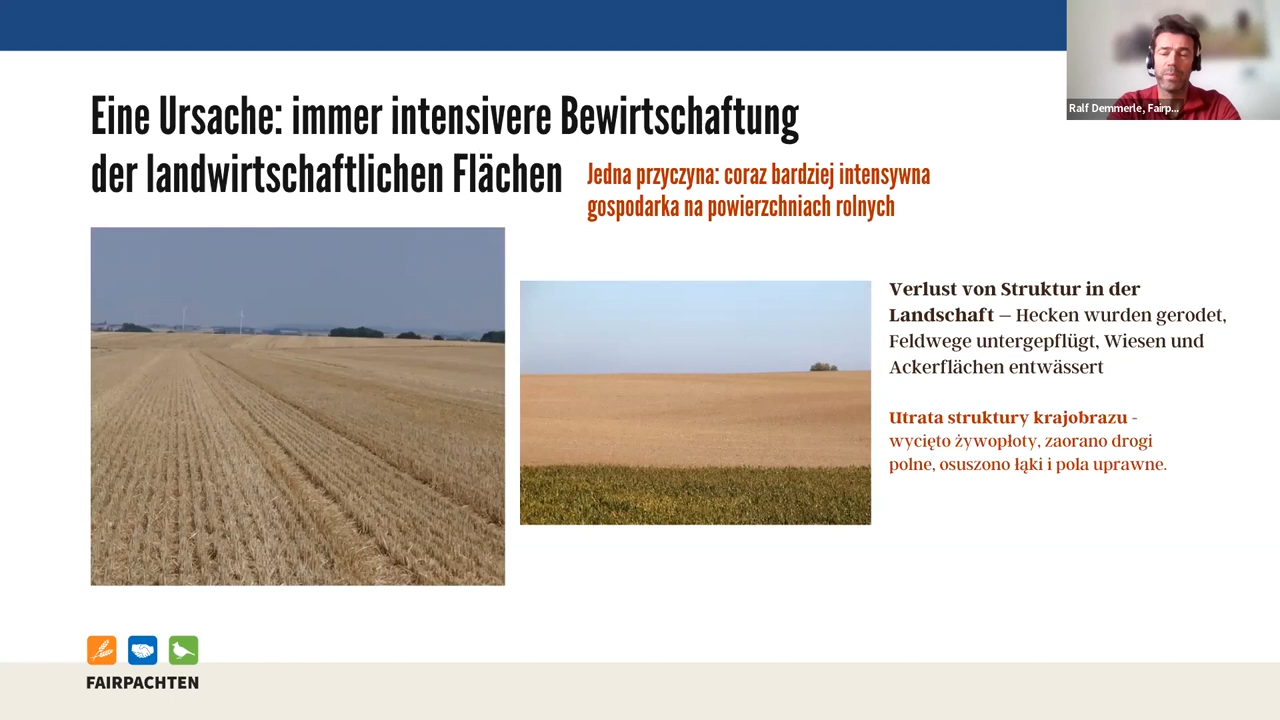 Ralf Demmerle, Fairp...
Eine Ursache: immer intensivere Bewirtschaftung
der landwirtschaftlichen Flächen
Jedna przyczyna: coraz bardziej intensywna
gospodarka na powierzchniach rolnych
Verlust von Struktur in der
Landschaft – Hecken wurden gerodet,
Feldwege untergepflügt, Wiesen und
Ackerflächen entwässert
Utrata struktury krajobrazu -
wycięto żywopłoty, zaorano drogi
polne, osuszono łąki i pola uprawne.
FAIRPACHTEN